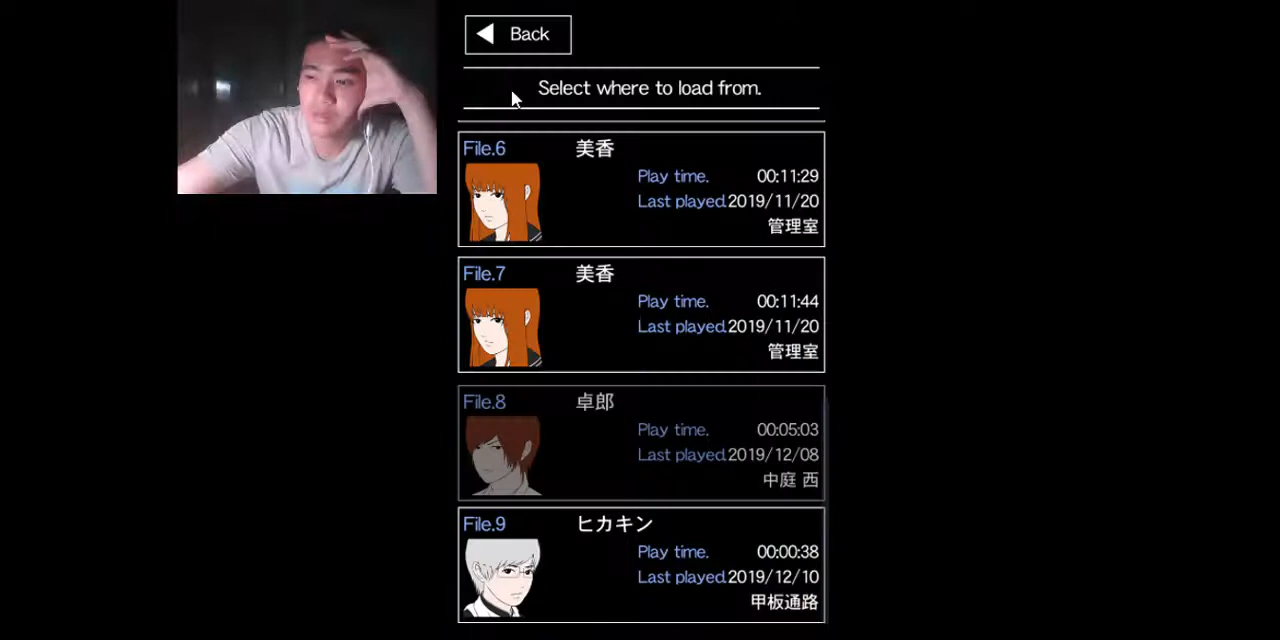 Back
Select where to load from.
File.6 美香
Play time. 00:11:29
Last played. 2019/11/20
管理室
File.7 美香
Play time. 00:11:44
Last played. 2019/11/20
管理室
File.8 卓郎
Play time. 00:05:03
Last played. 2019/12/08
中庭 西
File.9 ヒカキン
Play time. 00:00:38
Last played. 2019/12/10
甲板通路